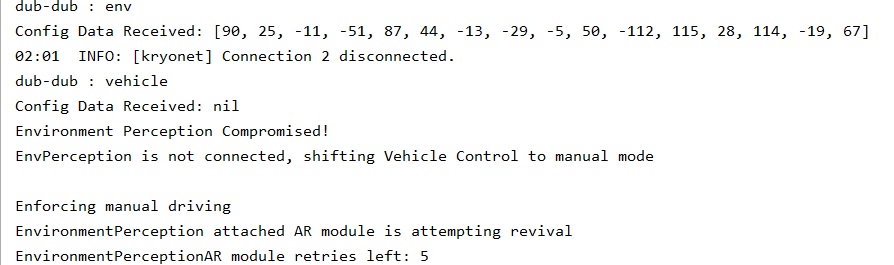 dub-dub : env
Config Data Received: [90, 25, -11, -51, 87, 44, -13, -29, -5, 50, -112, 115, 28, 114, -19, 67]
02:01  INFO: [kryonet] Connection 2 disconnected.
dub-dub : vehicle
Config Data Received: nil
Environment Perception Compromised!
EnvPerception is not connected, shifting Vehicle Control to manual mode
Enforcing manual driving
EnvironmentPerception attached AR module is attempting revival
EnvironmentPerceptionAR module retries left: 5